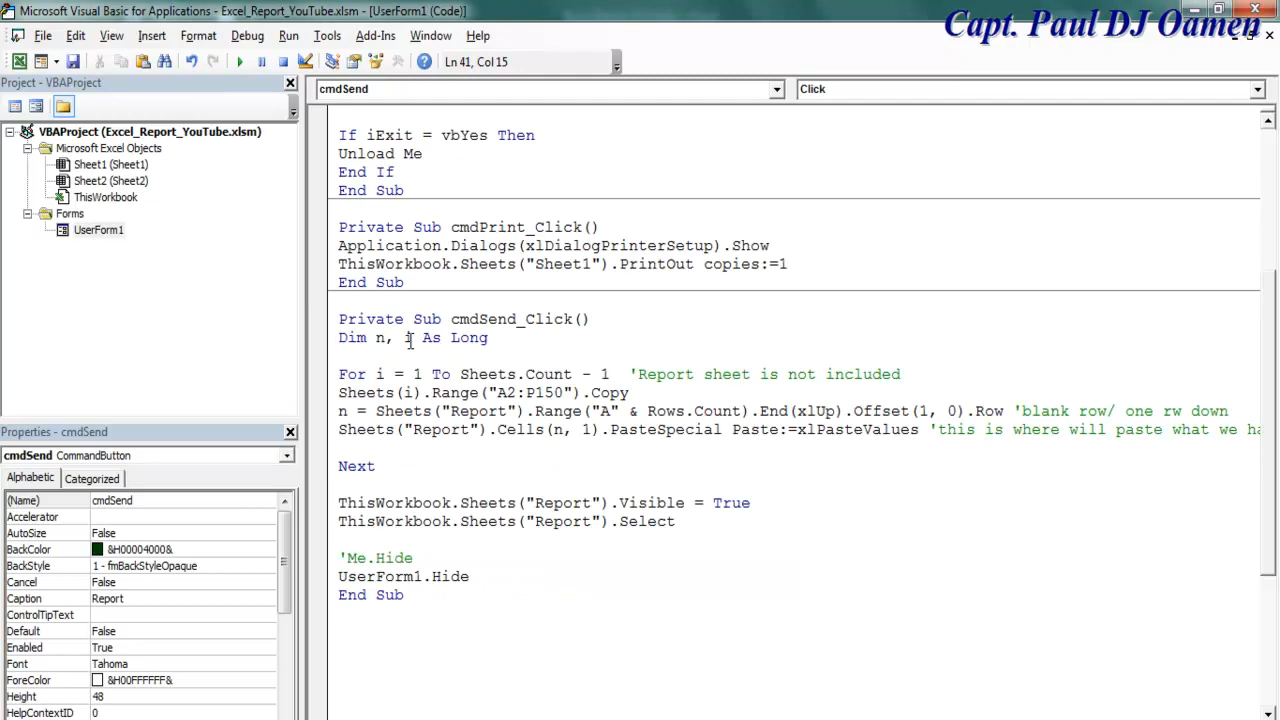 Microsoft Visual Basic for Applications - Excel_Report_YouTube.xlsm - [UserForm1 (Code)]
Capt. Paul DJ Oamen
File Edit View Insert Format Debug Run Tools Add-Ins Window Help
Ln 41, Col 15
Project - VBAProject
cmdSend
Click
VBAProject (Excel_Report_YouTube.xlsm)
Microsoft Excel Objects
Sheet1 (Sheet1)
Sheet2 (Sheet2)
ThisWorkbook
Forms
UserForm1
Properties - cmdSend
cmdSend CommandButton
Alphabetic Categorized
(Name) cmdSend
Accelerator
AutoSize False
BackColor &H00004000&
BackStyle 1 - fmBackStyleOpaque
Cancel False
Caption Report
ControlTipText
Default False
Enabled True
Font Tahoma
ForeColor &H00FFFFFF&
Height 48
HelpContextID 0
If iExit = vbYes Then
Unload Me
End If
End Sub
Private Sub cmdPrint_Click()
Application.Dialogs(xlDialogPrinterSetup).Show
ThisWorkbook.Sheets("Sheet1").PrintOut copies:=1
End Sub
Private Sub cmdSend_Click()
Dim n, i As Long
For i = 1 To Sheets.Count - 1 'Report sheet is not included
Sheets(i).Range("A2:P150").Copy
n = Sheets("Report").Range("A" & Rows.Count).End(xlUp).Offset(1, 0).Row 'blank row/ one rw down
Sheets("Report").Cells(n, 1).PasteSpecial Paste:=xlPasteValues 'this is where will paste what we ha
Next
ThisWorkbook.Sheets("Report").Visible = True
ThisWorkbook.Sheets("Report").Select
'Me.Hide
UserForm1.Hide
End Sub